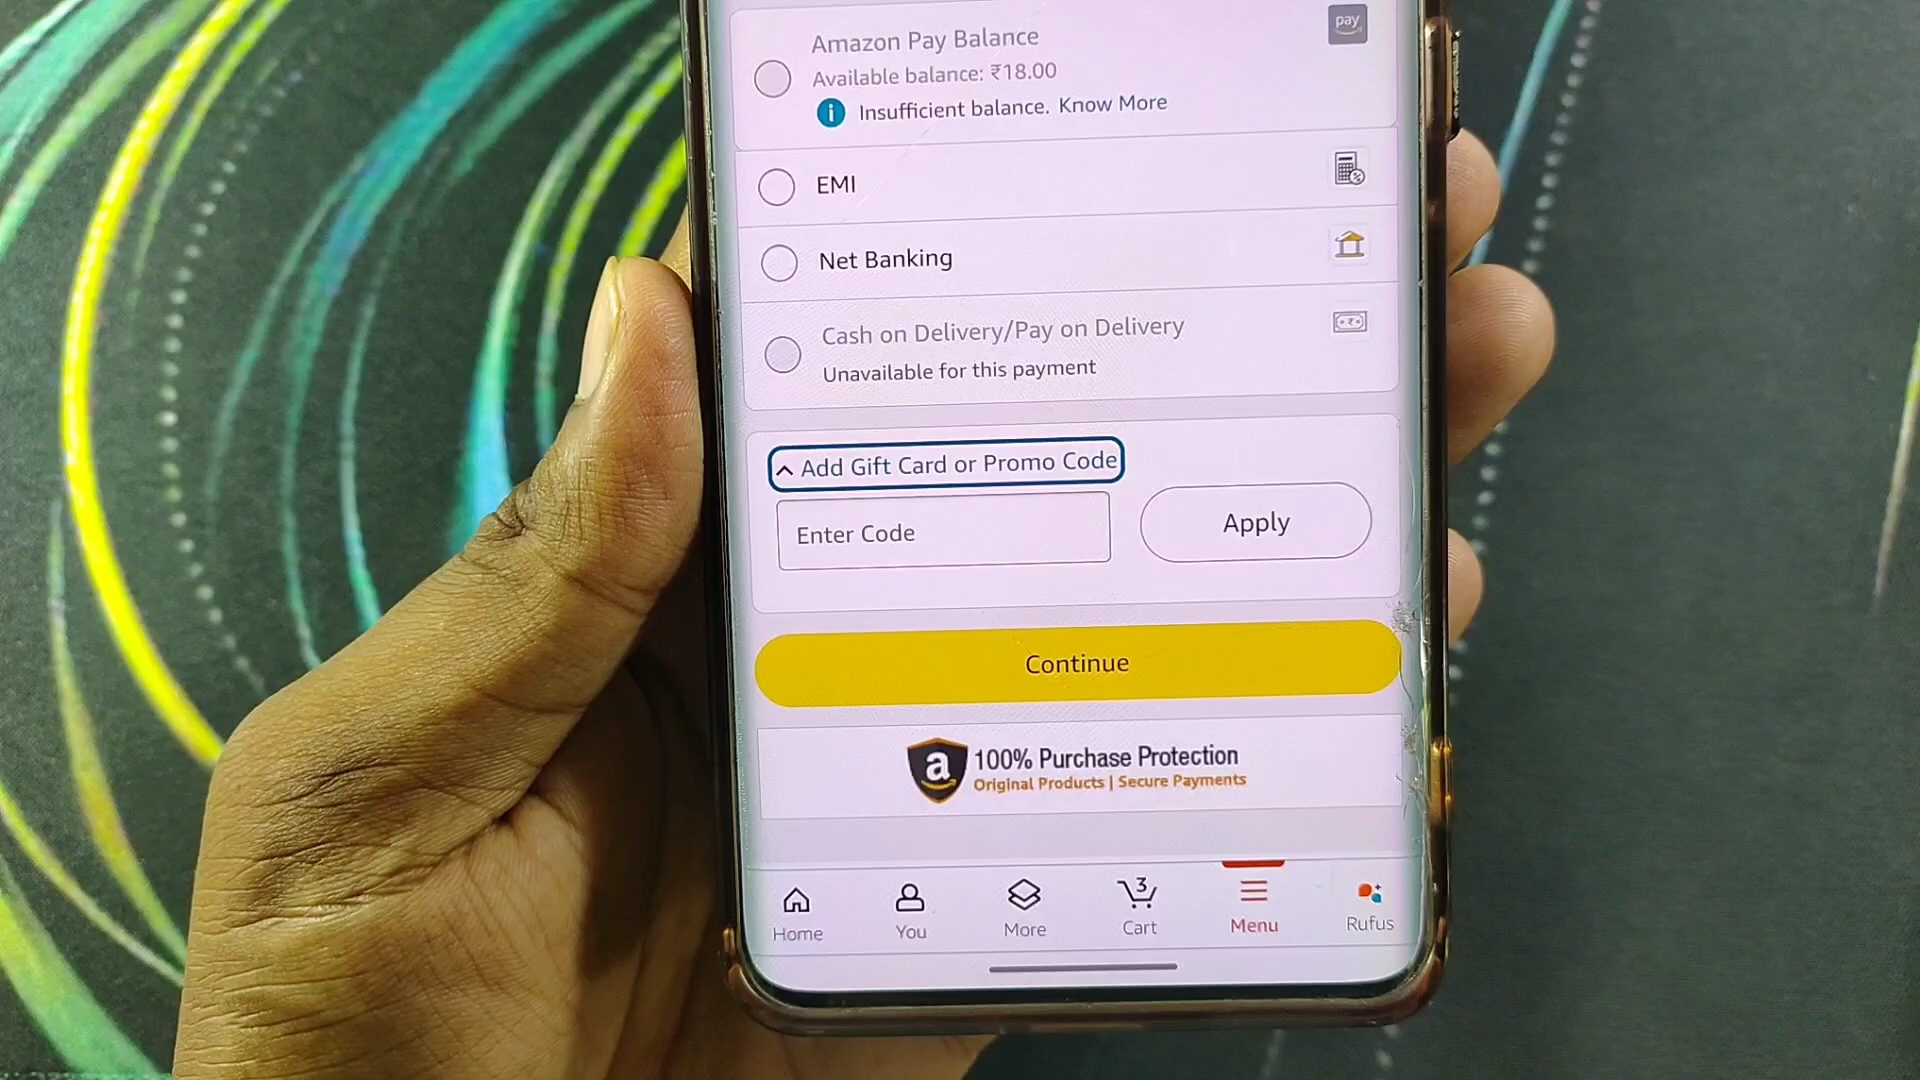 Amazon Pay Balance
pay
Available balance: ₹18.00
Insufficient balance. Know More
EMI
Net Banking
Cash on Delivery/Pay on Delivery
Unavailable for this payment
Add Gift Card or Promo Code
Enter Code
Apply
Continue
100% Purchase Protection
Original Products | Secure Payments
3
Home
You
More
Cart
Menu
Rufus